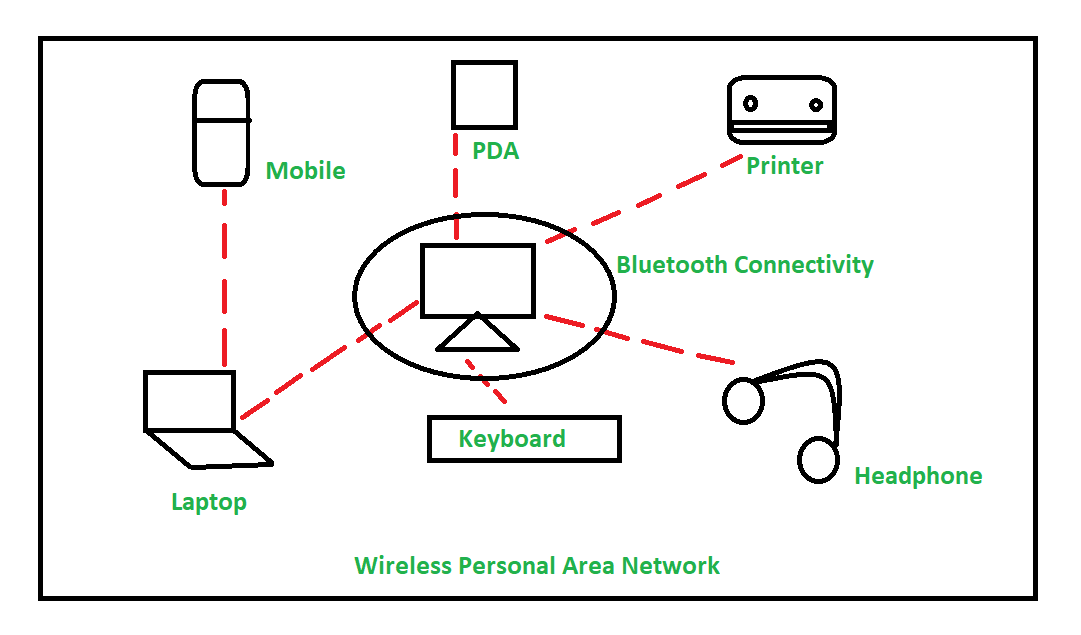 Mobile
PDA
Printer
Bluetooth Connectivity
Keyboard
Headphone
Laptop
Wireless Personal Area Network